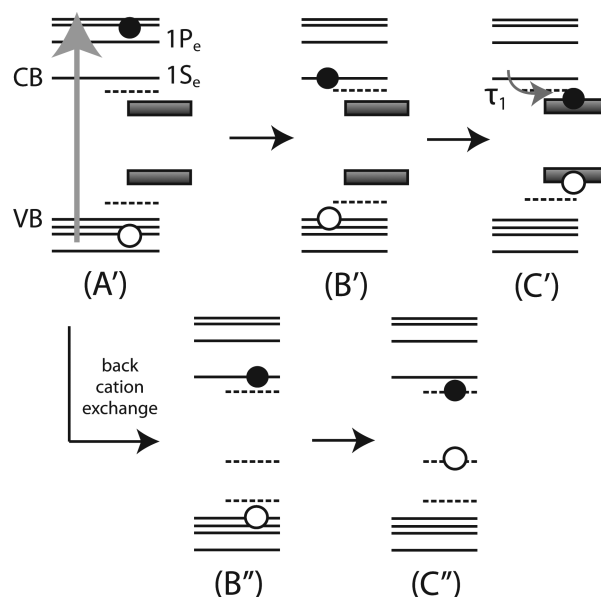 1Pₑ
CB
1Sₑ
τ₁
VB
(A')
(B')
(C')
back
cation
exchange
(B")
(C")